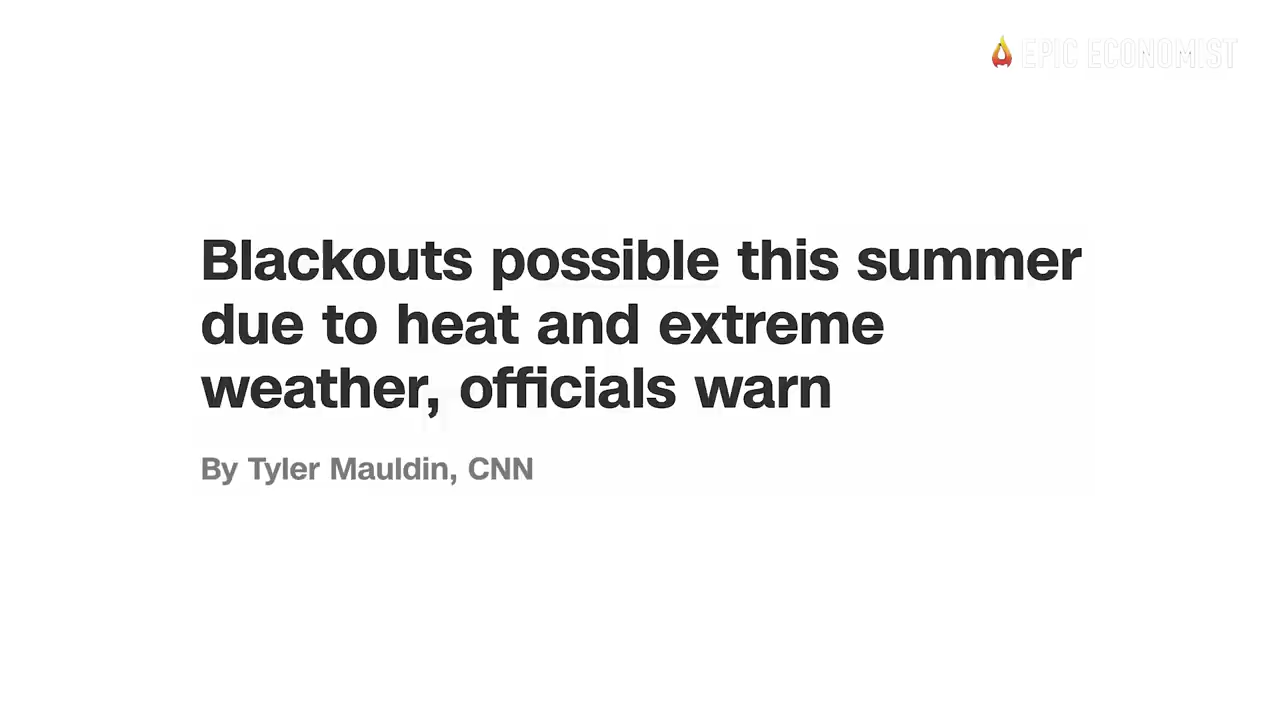 EPIC ECONOMIST
Blackouts possible this summer
due to heat and extreme
weather, officials warn
By Tyler Mauldin, CNN